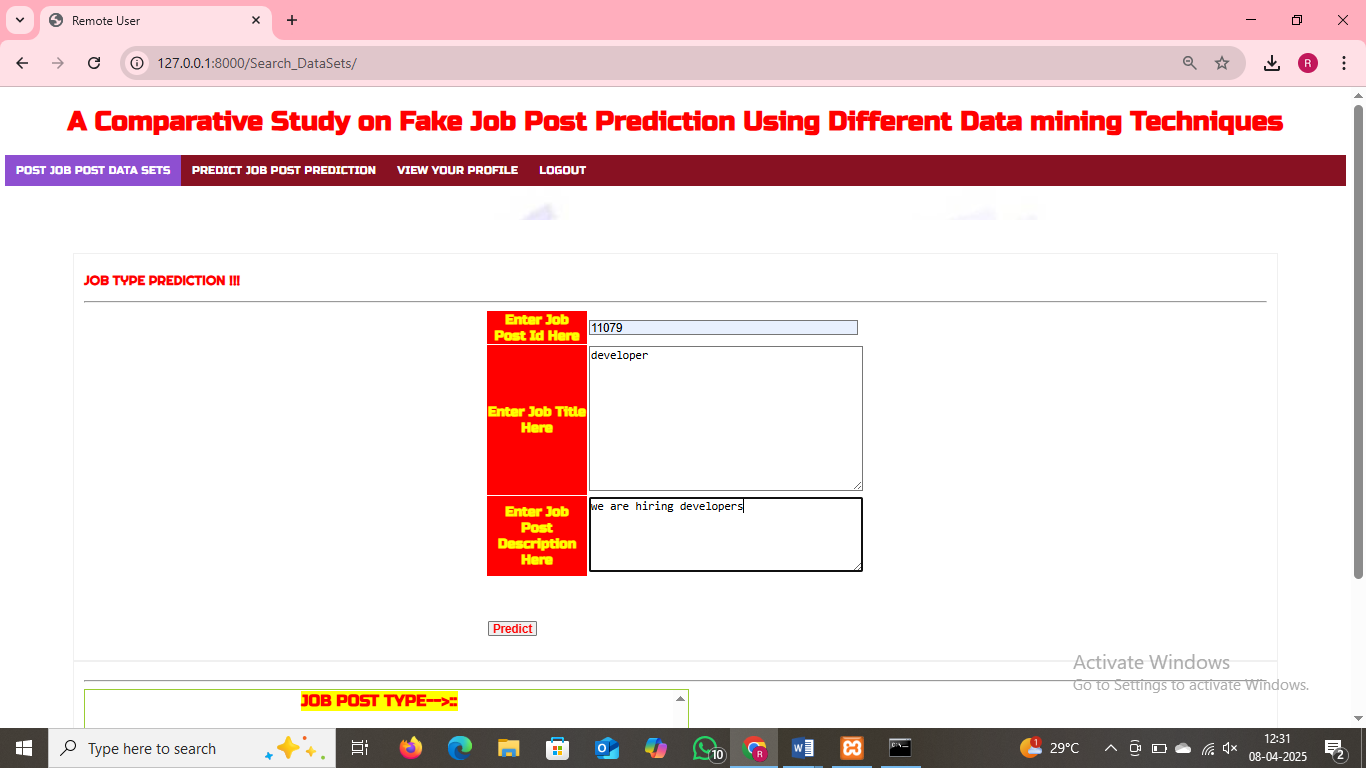 Remote User
127.0.0.1:8000/Search_DataSets/
R
A Comparative Study on Fake Job Post Prediction Using Different Data mining Techniques
POST JOB POST DATA SETS PREDICT JOB POST PREDICTION VIEW YOUR PROFILE LOGOUT
JOB TYPE PREDICTION !!!
Enter Job
Post Id Here
11079
Enter Job Title
Here
developer
Enter Job
Post
Description
Here
we are hiring developers
Predict
Activate Windows
Go to Settings to activate Windows.
JOB POST TYPE-->::
Type here to search
10
R
1
29°C
12:31
08-04-2025
2